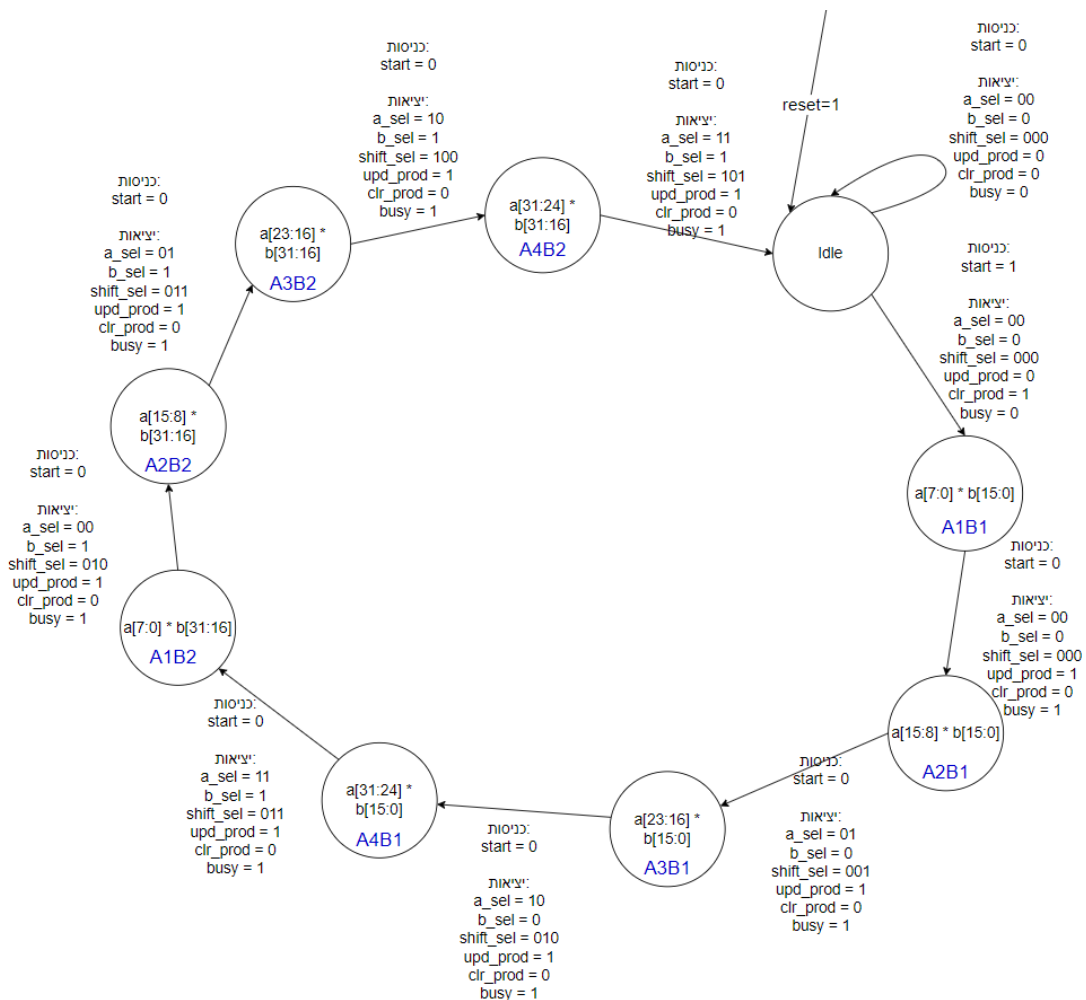 כניסות:
start = 0
יציאות:
a_sel = 00
b_sel = 0
shift_sel = 000
upd_prod = 0
clr_prod = 0
busy = 0
reset=1
Idle
כניסות:
start = 1
יציאות:
a_sel = 00
b_sel = 0
shift_sel = 000
upd_prod = 0
clr_prod = 1
busy = 0
a[7:0] * b[15:0]
A1B1
כניסות:
start = 0
יציאות:
a_sel = 00
b_sel = 0
shift_sel = 000
upd_prod = 1
clr_prod = 0
busy = 1
a[15:8] * b[15:0]
A2B1
כניסות:
start = 0
יציאות:
a_sel = 01
b_sel = 0
shift_sel = 001
upd_prod = 1
clr_prod = 0
busy = 1
a[23:16] *
b[15:0]
A3B1
כניסות:
start = 0
יציאות:
a_sel = 10
b_sel = 0
shift_sel = 010
upd_prod = 1
clr_prod = 0
busy = 1
a[31:24] *
b[15:0]
A4B1
כניסות:
start = 0
יציאות:
a_sel = 11
b_sel = 1
shift_sel = 011
upd_prod = 1
clr_prod = 0
busy = 1
a[7:0] * b[31:16]
A1B2
כניסות:
start = 0
יציאות:
a_sel = 00
b_sel = 1
shift_sel = 010
upd_prod = 1
clr_prod = 0
busy = 1
a[15:8] *
b[31:16]
A2B2
כניסות:
start = 0
יציאות:
a_sel = 01
b_sel = 1
shift_sel = 011
upd_prod = 1
clr_prod = 0
busy = 1
a[23:16] *
b[31:16]
A3B2
כניסות:
start = 0
יציאות:
a_sel = 10
b_sel = 1
shift_sel = 100
upd_prod = 1
clr_prod = 0
busy = 1
a[31:24] *
b[31:16]
A4B2
כניסות:
start = 0
יציאות:
a_sel = 11
b_sel = 1
shift_sel = 101
upd_prod = 1
clr_prod = 0
busy = 1